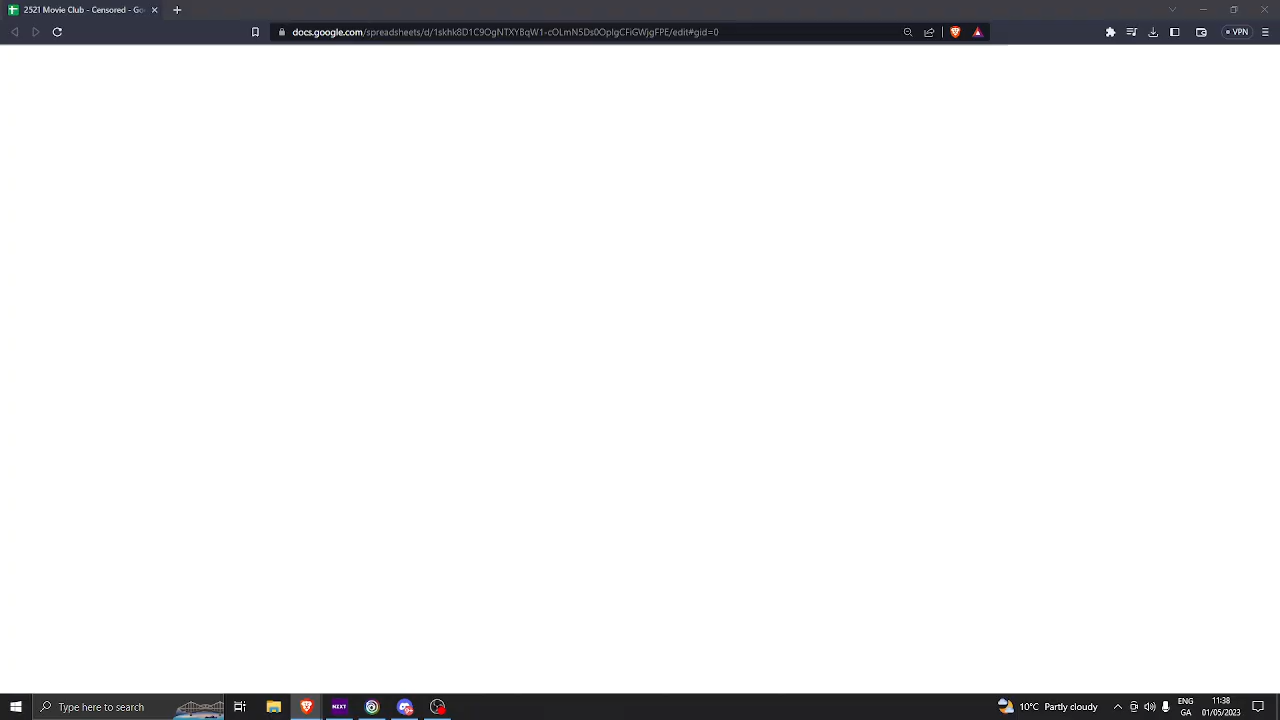 2521 Movie Club - Censored - Go
docs.google.com/spreadsheets/d/1skhk8D1C9OgNTXYBqW1-cOLmN5Ds0OpIgCFiGWjgFPE/edit#gid=0
VPN
Type here to search
NEXT
10°C Partly cloudy
ENG
GA
11:38
01/05/2023